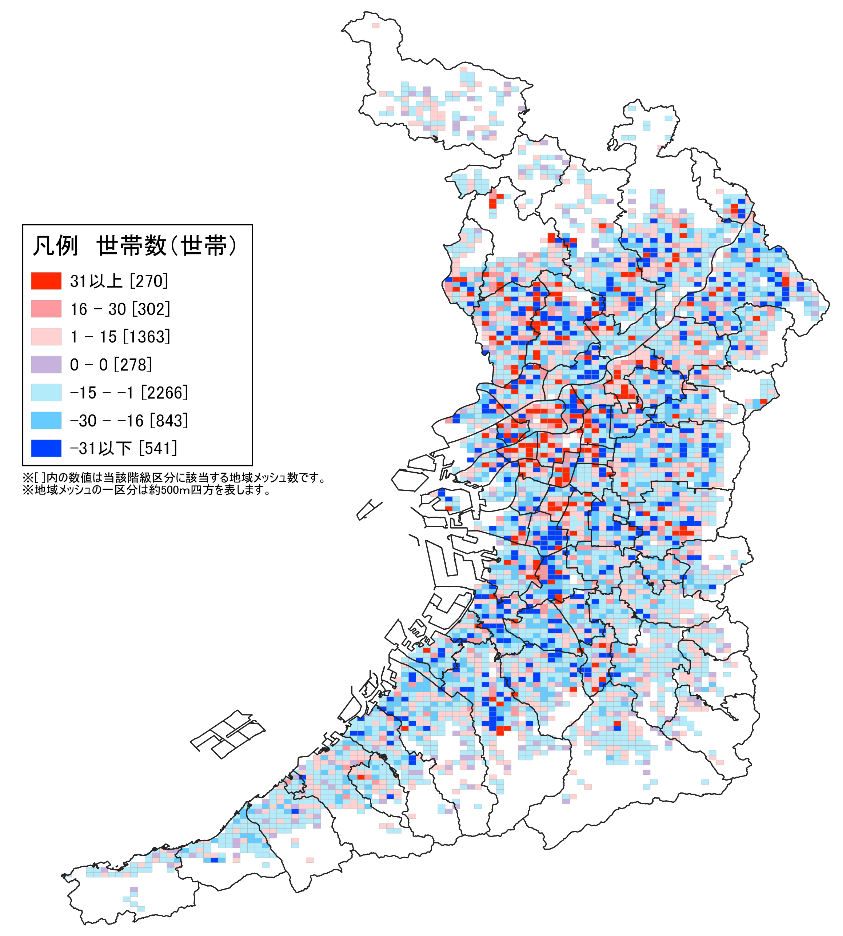 凡例 世帯数(世帯)
31以上 [270]
16 − 30 [302]
1 − 15 [1363]
0 − 0 [278]
−15 − −1 [2266]
−30 − −16 [843]
−31以下 [541]
※[ ]内の数値は当該階級区分に該当する地域メッシュ数です。
※地域メッシュの一区分は約500m四方を表します。